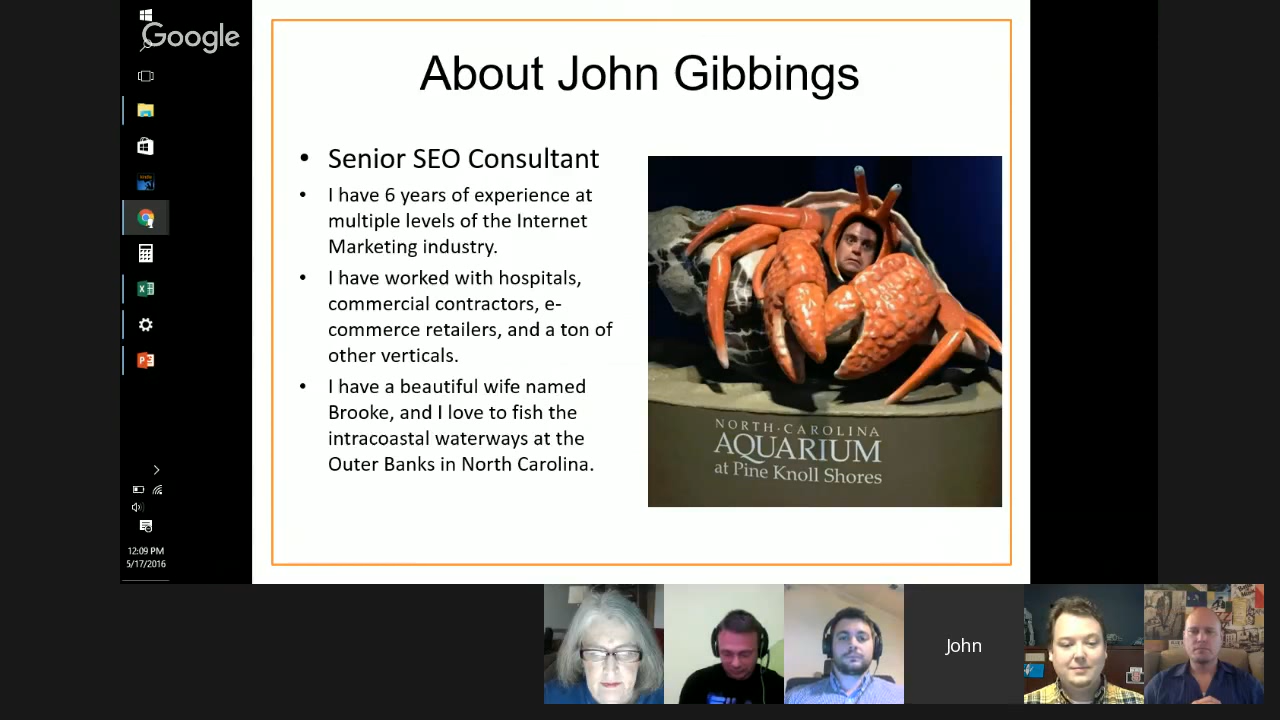 Google
About John Gibbings
• Senior SEO Consultant
• I have 6 years of experience at
multiple levels of the Internet
Marketing industry.
• I have worked with hospitals,
commercial contractors, e-
commerce retailers, and a ton of
other verticals.
• I have a beautiful wife named
Brooke, and I love to fish the
intracoastal waterways at the
Outer Banks in North Carolina.
NORTH·CAROLINA
AQUARIUM
at Pine Knoll Shores
12:09 PM
5/17/2016
John